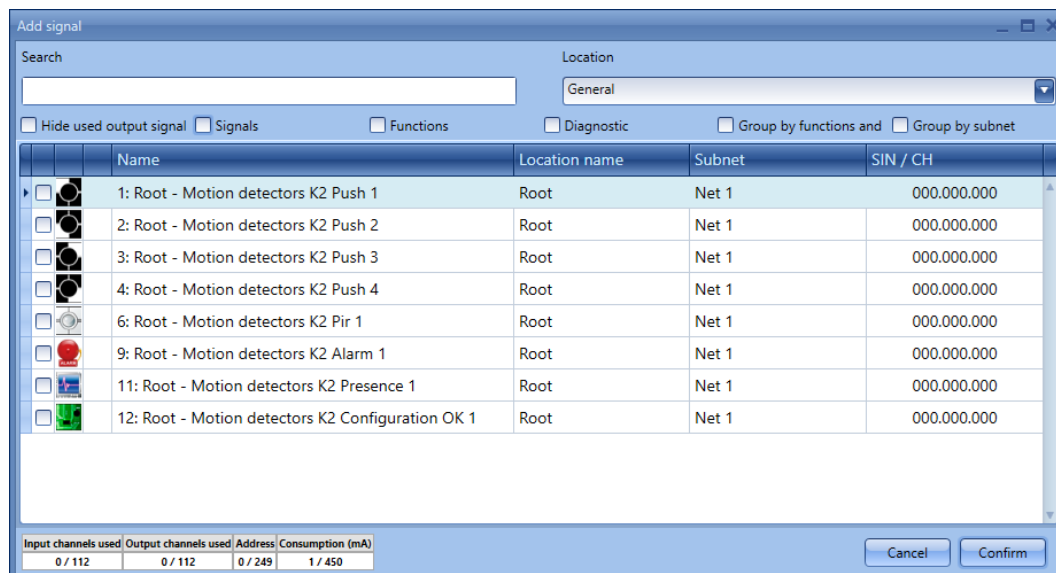 Add signal
Search Location
General
Hide used output signal Signals Functions Diagnostic Group by functions and Group by subnet
Name Location name Subnet SIN / CH
1: Root - Motion detectors K2 Push 1 Root Net 1 000.000.000
2: Root - Motion detectors K2 Push 2 Root Net 1 000.000.000
3: Root - Motion detectors K2 Push 3 Root Net 1 000.000.000
4: Root - Motion detectors K2 Push 4 Root Net 1 000.000.000
6: Root - Motion detectors K2 Pir 1 Root Net 1 000.000.000
9: Root - Motion detectors K2 Alarm 1 Root Net 1 000.000.000
11: Root - Motion detectors K2 Presence 1 Root Net 1 000.000.000
12: Root - Motion detectors K2 Configuration OK 1 Root Net 1 000.000.000
Input channels used Output channels used Address Consumption (mA)
0 / 112 0 / 112 0 / 249 1 / 450
Cancel Confirm